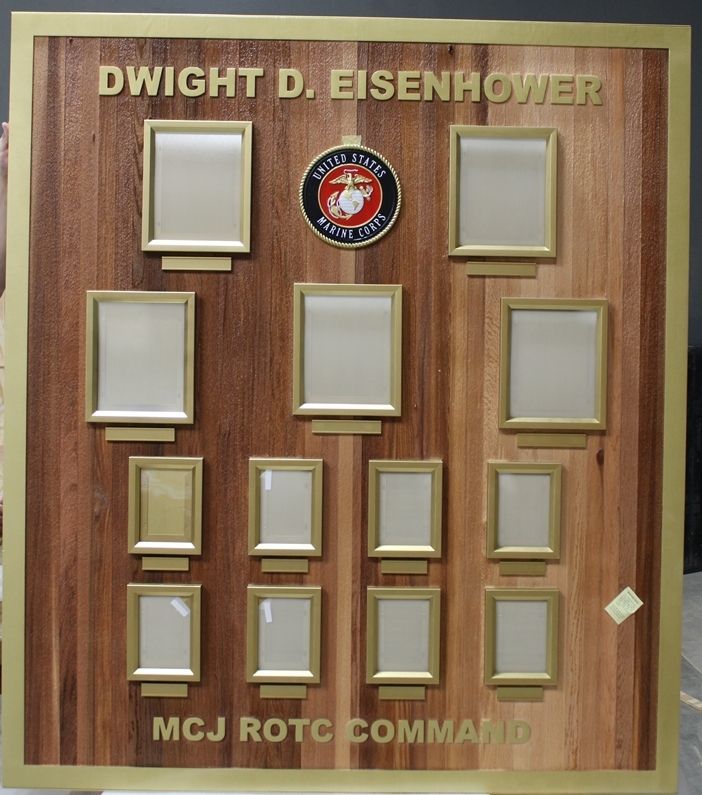 DWIGHT D. EISENHOWER
UNITED STATES
MARINE CORPS
MCJ ROTC COMMAND